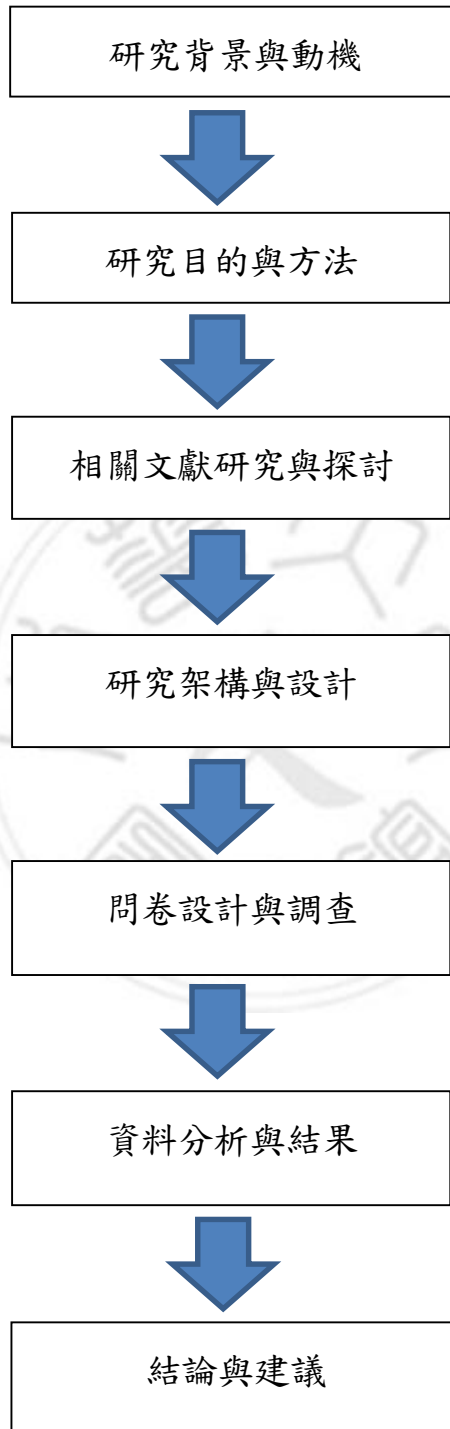 研究背景與動機
研究目的與方法
相關文獻研究與探討
研究架構與設計
問卷設計與調查
資料分析與結果
結論與建議